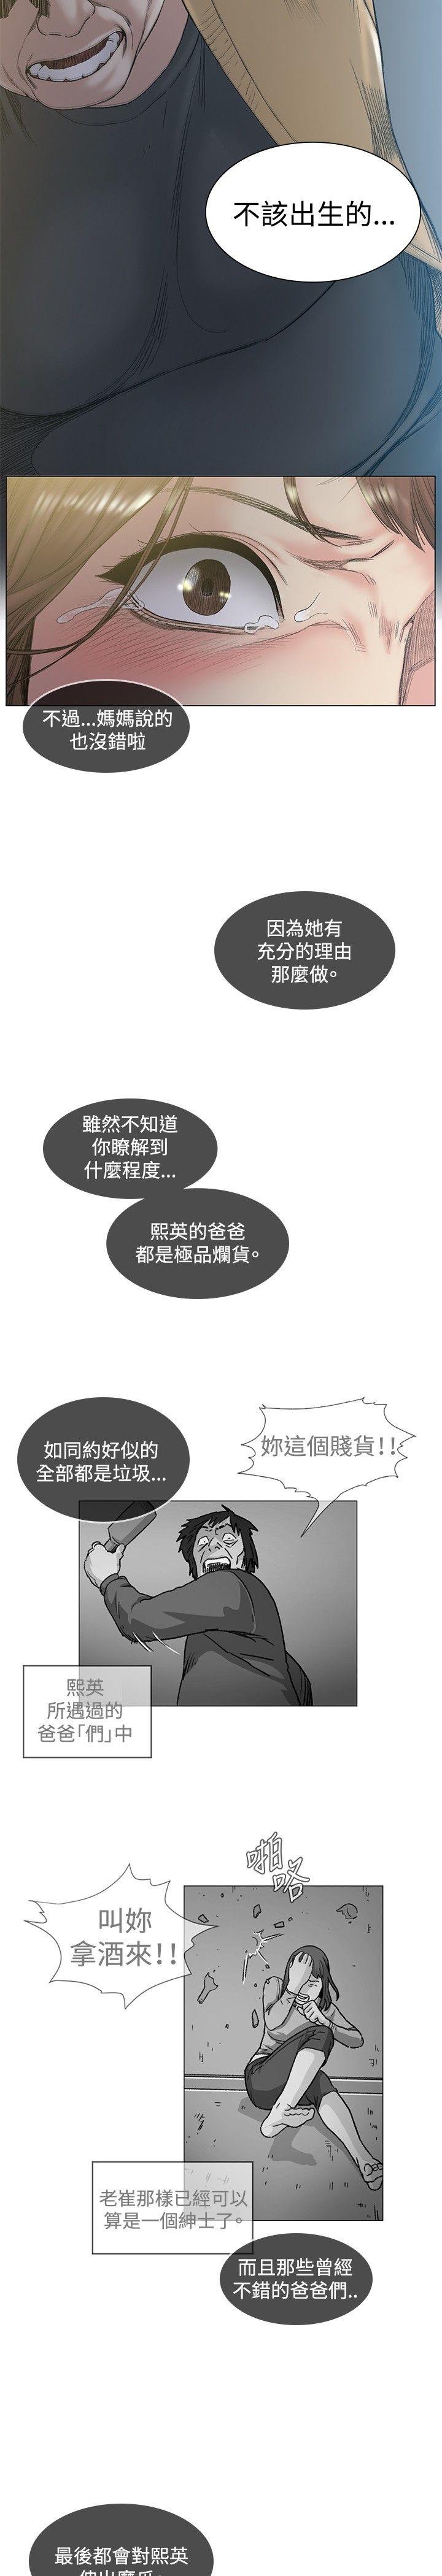 不該出生的...
不過...媽媽說的
也沒錯啦
因為她有
充分的理由
那麼做。
雖然不知道
你瞭解到
什麼程度...
熙英的爸爸
都是極品爛貨。
如同約好似的
全部都是垃圾...
妳這個賤貨!!
熙英
所遇過的
爸爸「們」中
啪
咯
叫妳
拿酒來!!
老崔那樣已經可以
算是一個紳士了。
而且那些曾經
不錯的爸爸們..
最後都會對熙英